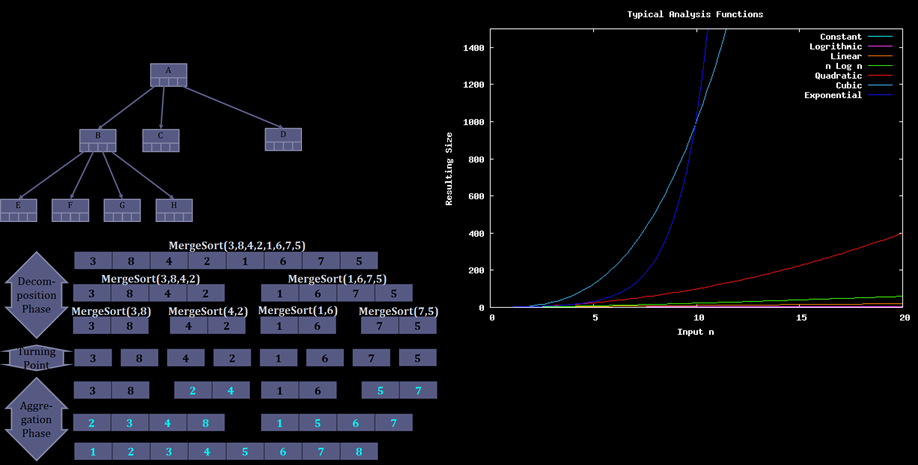 A
B
C
D
E
F
G
H
MergeSort(3,8,4,2,1,6,7,5)
3 8 4 2 1 6 7 5
MergeSort(3,8,4,2) MergeSort(1,6,7,5)
3 8 4 2 1 6 7 5
MergeSort(3,8) MergeSort(4,2) MergeSort(1,6) MergeSort(7,5)
3 8 4 2 1 6 7 5
Decom-
position
Phase
Turning
Point
3 8 4 2 1 6 7 5
Aggre-
gation
Phase
3 8 2 4 1 6 5 7
2 3 4 8 1 5 6 7
1 2 3 4 5 6 7 8
Typical Analysis Functions
Constant
Logrithmic
Linear
n Log n
Quadratic
Cubic
Exponential
Resulting Size
1400
1200
1000
800
600
400
200
0
0 5 10 15 20
Input n